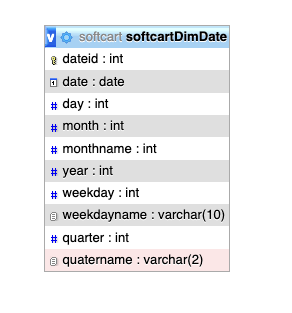 v softcart softcartDimDate
dateid : int
date : date
day : int
# month : int
# monthname : int
# year : int
# weekday : int
weekdayname : varchar(10)
# quarter : int
quatername : varchar(2)